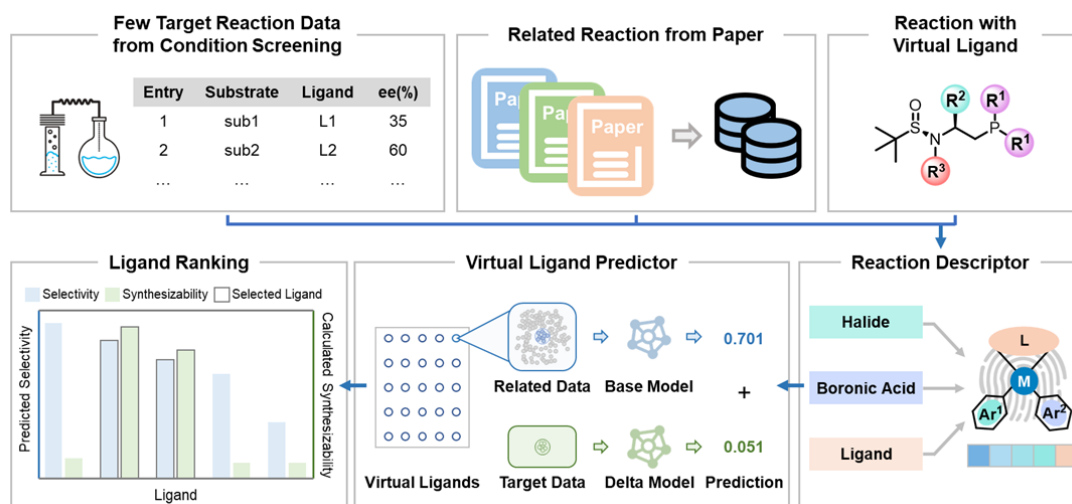 Few Target Reaction Data
from Condition Screening
Entry Substrate Ligand ee(%)
1 sub1 L1 35
2 sub2 L2 60
... ... ... ...
Related Reaction from Paper
Pap
Pap
Paper
Reaction with
Virtual Ligand
R² R¹
O
S P
N R¹
R³
Ligand Ranking
Selectivity Synthesizability Selected Ligand
Predicted Selectivity
Calculated Synthesizability
Ligand
Virtual Ligand Predictor
0.701
Related Data Base Model
+
0.051
Virtual Ligands Target Data Delta Model Prediction
Reaction Descriptor
Halide
Boronic Acid
Ligand
L
M
Ar¹ Ar²